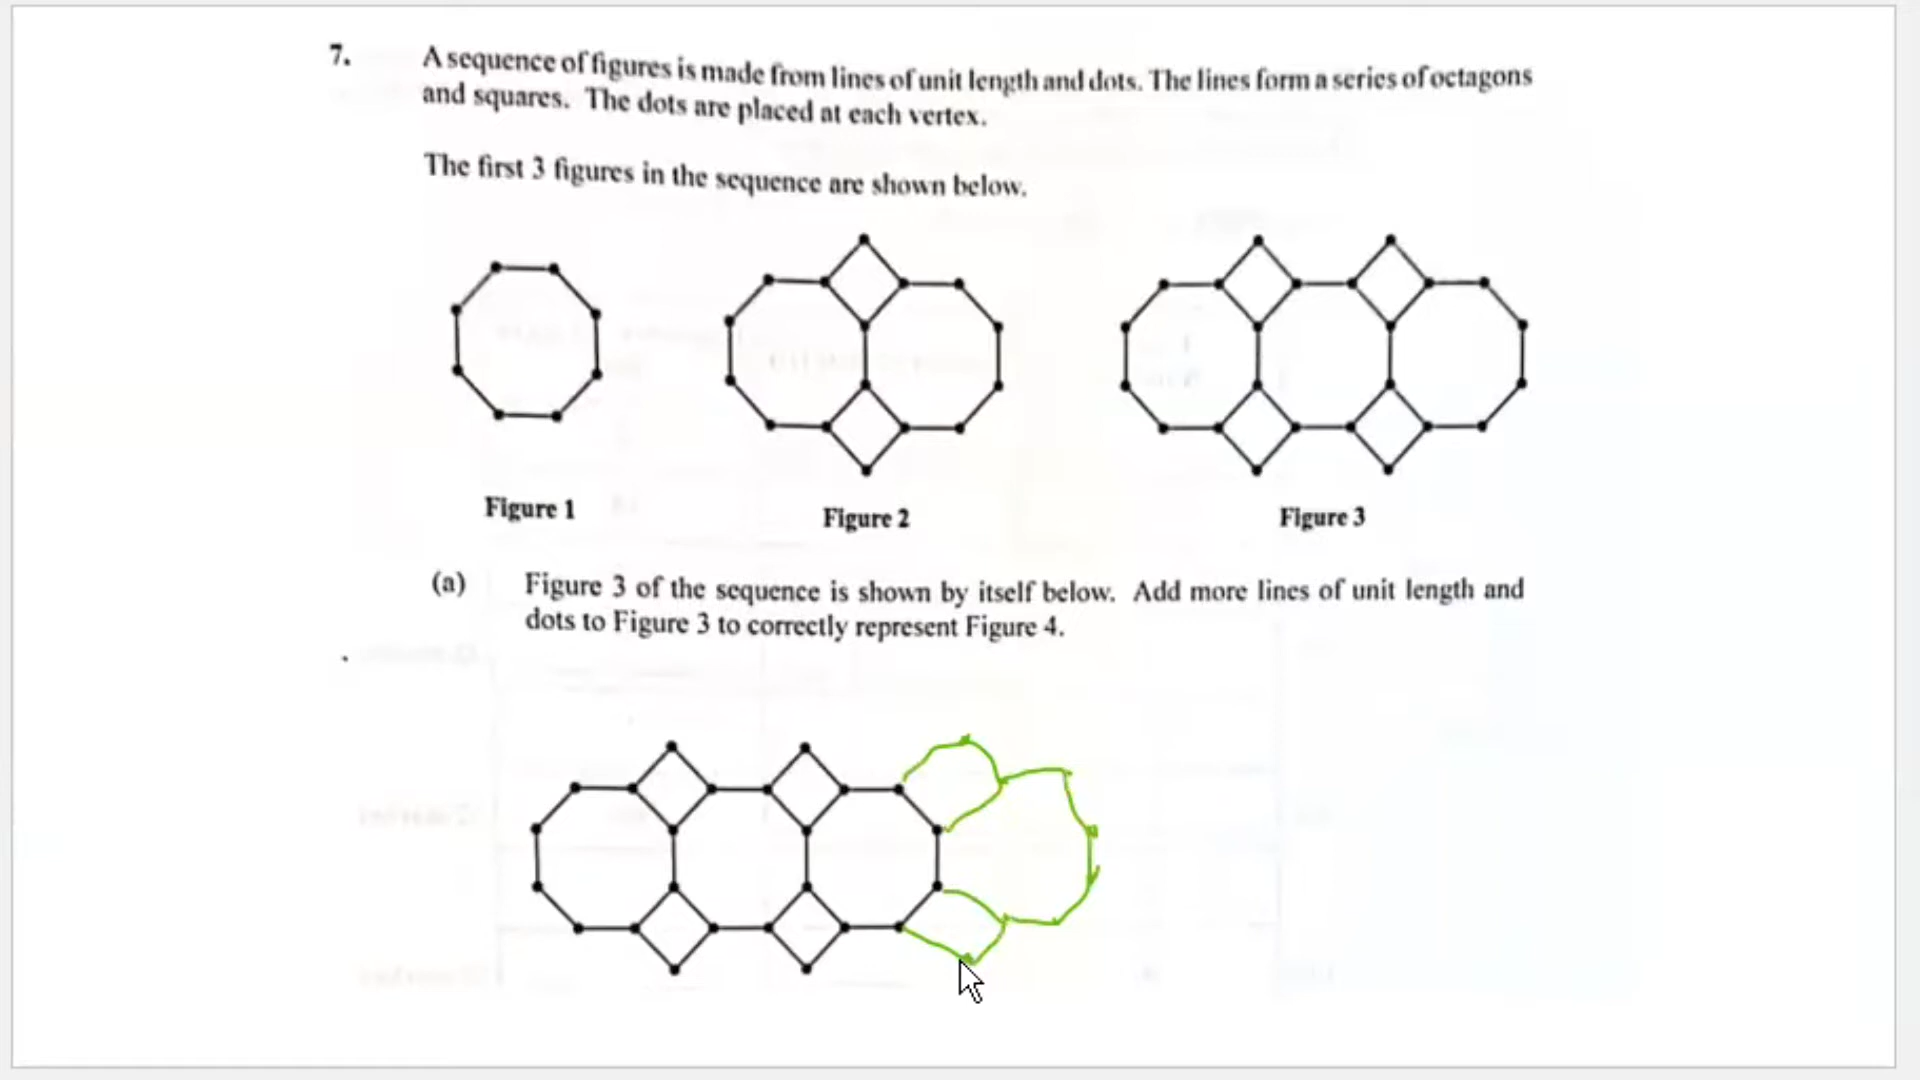 7. A sequence of figures is made from lines of unit length and dots. The lines form a series of octagons
and squares. The dots are placed at each vertex.
The first 3 figures in the sequence are shown below.
Figure 1 Figure 2 Figure 3
(a) Figure 3 of the sequence is shown by itself below. Add more lines of unit length and
dots to Figure 3 to correctly represent Figure 4.